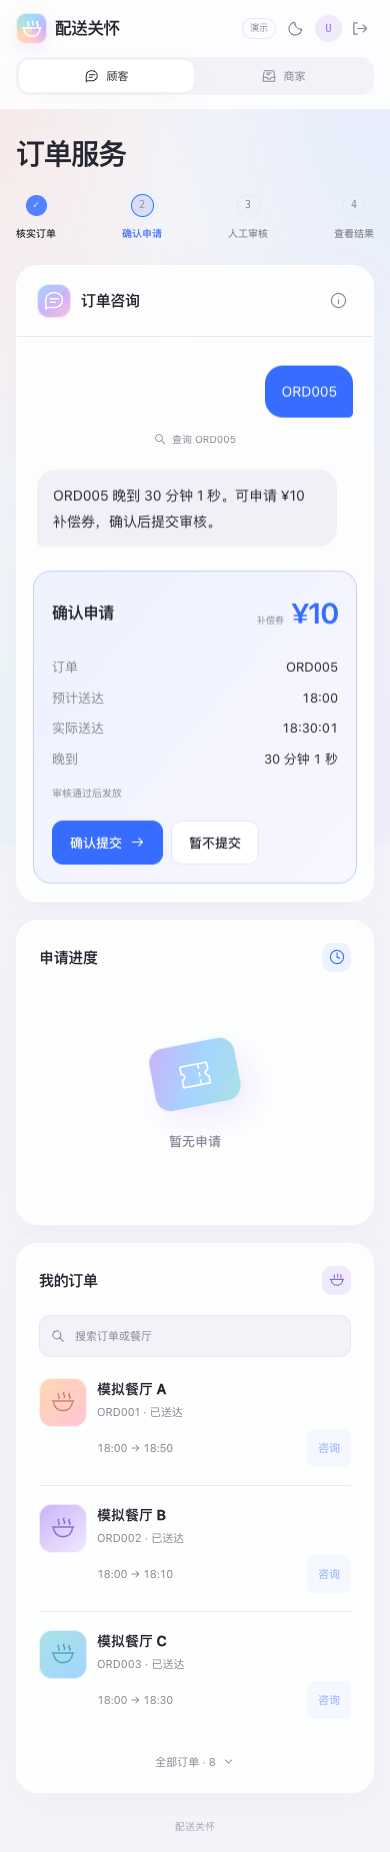 配送关怀
演示
U
顾客
商家
订单服务
✓
2
3
4
核实订单
确认申请
人工审核
查看结果
订单咨询
ORD005
查询 ORD005
ORD005 晚到 30 分钟 1 秒。可申请 ¥10
补偿券，确认后提交审核。
确认申请
补偿券 ¥10
订单
ORD005
预计送达
18:00
实际送达
18:30:01
晚到
30 分钟 1 秒
审核通过后发放
确认提交 →
暂不提交
申请进度
暂无申请
我的订单
搜索订单或餐厅
模拟餐厅 A
ORD001 · 已送达
18:00 → 18:50
咨询
模拟餐厅 B
ORD002 · 已送达
18:00 → 18:10
咨询
模拟餐厅 C
ORD003 · 已送达
18:00 → 18:30
咨询
全部订单 · 8
配送关怀